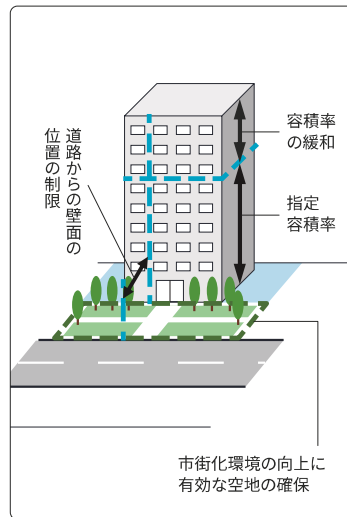 道路からの壁面の
位置の制限
容積率
の緩和
指定
容積率
市街化環境の向上に
有効な空地の確保